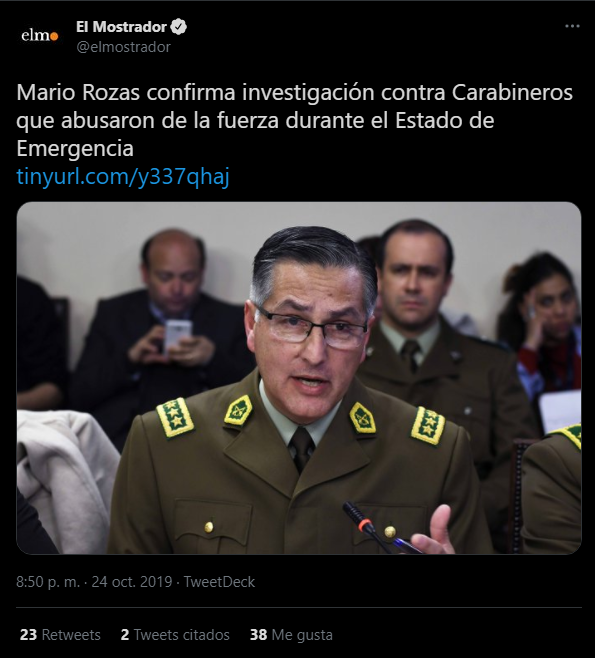 elmo
El Mostrador
@elmostrador
Mario Rozas confirma investigación contra Carabineros
que abusaron de la fuerza durante el Estado de
Emergencia
tinyurl.com/y337qhaj
8:50 p. m. · 24 oct. 2019 · TweetDeck
23 Retweets 2 Tweets citados 38 Me gusta